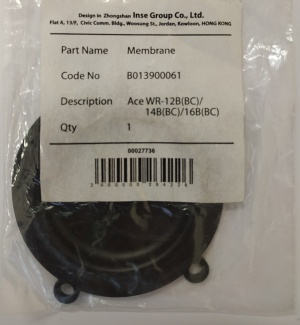 Design in Zhongshan Inse Group Co., Ltd.
Flat A, 13/F, Civic Comm. Bldg., Woosung St., Jordan, Kowloon, HONG KONG
Part Name Membrane
Code No B013900061
Description Ace WR-12B(BC)/
14B(BC)/16B(BC)
Qty 1
00027736